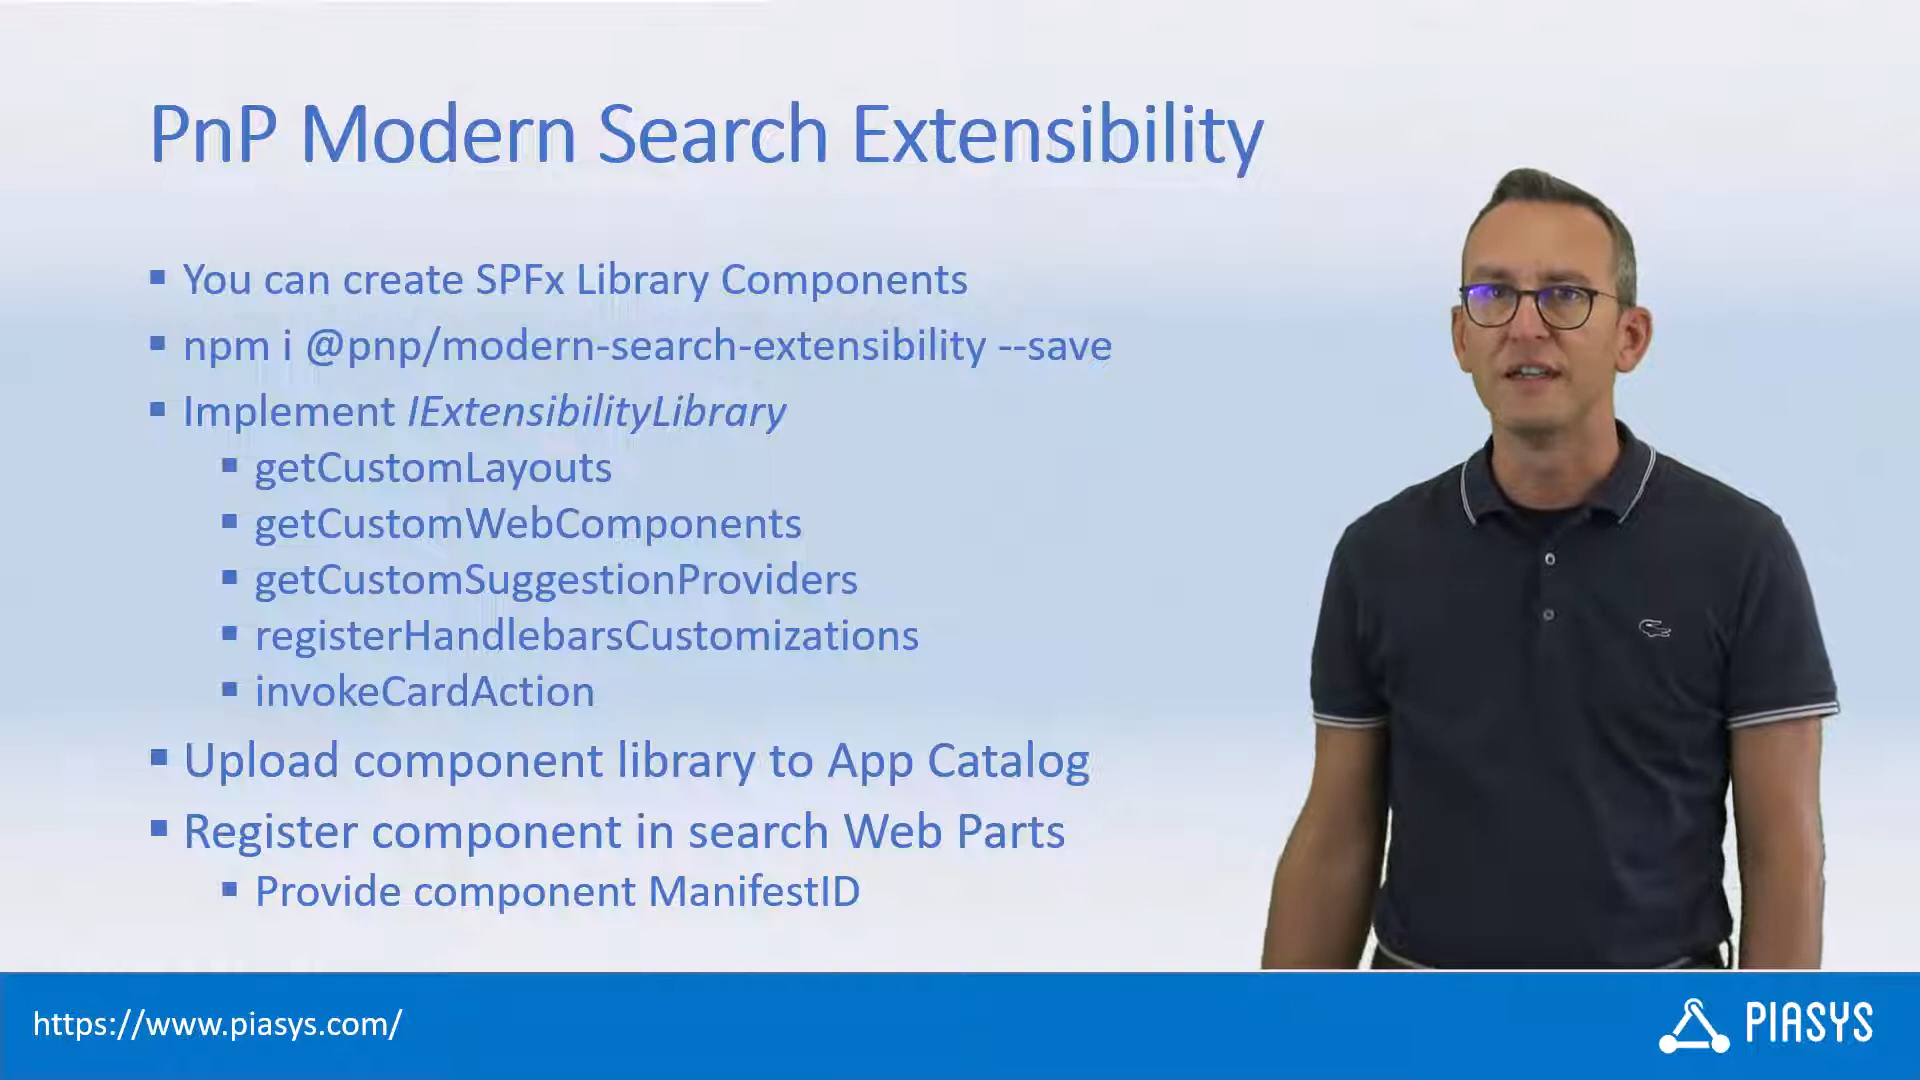 PnP Modern Search Extensibility
You can create SPFx Library Components
npm i @pnp/modern-search-extensibility --save
Implement IExtensibilityLibrary
getCustomLayouts
getCustomWebComponents
getCustomSuggestionProviders
registerHandlebarsCustomizations
invokeCardAction
Upload component library to App Catalog
Register component in search Web Parts
Provide component ManifestID
https://www.piasys.com/
PIASYS